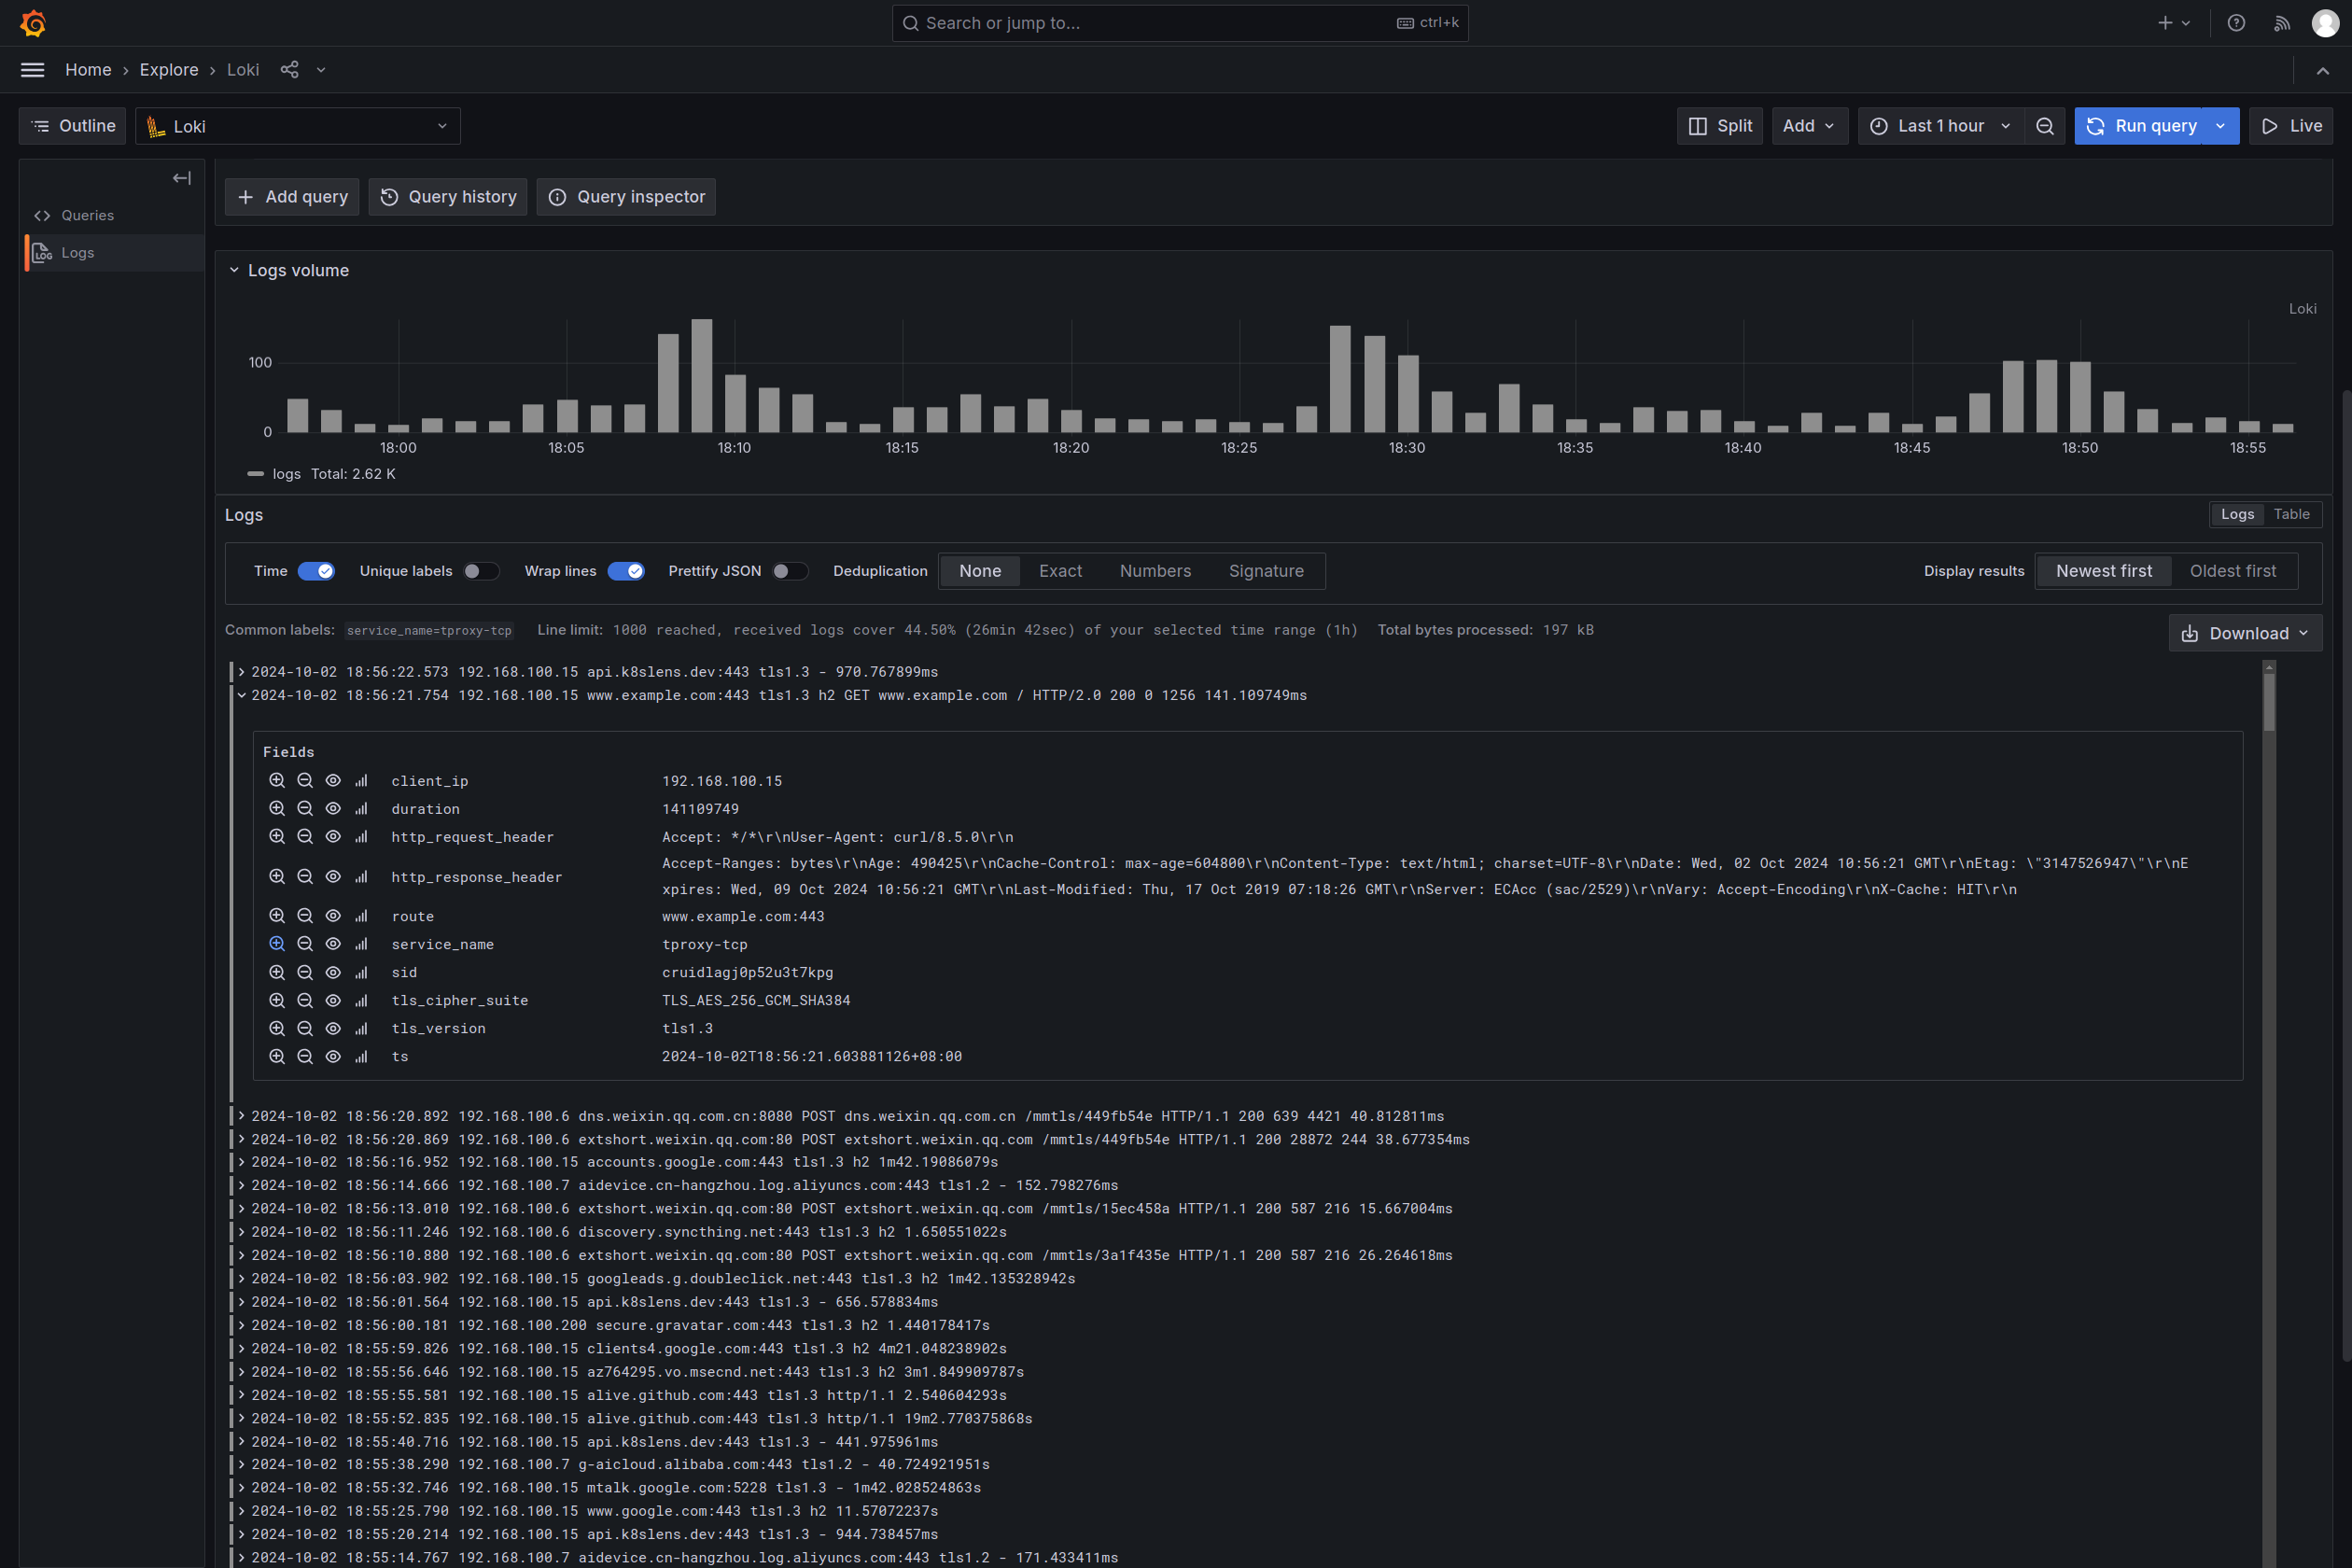 Search or jump to... ctrl+k
Home › Explore › Loki
Outline Loki Split Add Last 1 hour Run query Live
Queries
Logs
Add query Query history Query inspector
Logs volume
Loki
100
0
18:00 18:05 18:10 18:15 18:20 18:25 18:30 18:35 18:40 18:45 18:50 18:55
logs Total: 2.62 K
Logs Logs Table
Time Unique labels Wrap lines Prettify JSON Deduplication None Exact Numbers Signature Display results Newest first Oldest first
Common labels: service_name=tproxy-tcp Line limit: 1000 reached, received logs cover 44.50% (26min 42sec) of your selected time range (1h) Total bytes processed: 197 kB
Download
2024-10-02 18:56:22.573 192.168.100.15 api.k8slens.dev:443 tls1.3 - 970.767899ms
2024-10-02 18:56:21.754 192.168.100.15 www.example.com:443 tls1.3 h2 GET www.example.com / HTTP/2.0 200 0 1256 141.109749ms
Fields
client_ip 192.168.100.15
duration 141109749
http_request_header Accept: */*\r\nUser-Agent: curl/8.5.0\r\n
http_response_header Accept-Ranges: bytes\r\nAge: 490425\r\nCache-Control: max-age=604800\r\nContent-Type: text/html; charset=UTF-8\r\nDate: Wed, 02 Oct 2024 10:56:21 GMT\r\nEtag: \"3147526947\"\r\nE
xpires: Wed, 09 Oct 2024 10:56:21 GMT\r\nLast-Modified: Thu, 17 Oct 2019 07:18:26 GMT\r\nServer: ECAcc (sac/2529)\r\nVary: Accept-Encoding\r\nX-Cache: HIT\r\n
route www.example.com:443
service_name tproxy-tcp
sid cruidlagj0p52u3t7kpg
tls_cipher_suite TLS_AES_256_GCM_SHA384
tls_version tls1.3
ts 2024-10-02T18:56:21.603881126+08:00
2024-10-02 18:56:20.892 192.168.100.6 dns.weixin.qq.com.cn:8080 POST dns.weixin.qq.com.cn /mmtls/449fb54e HTTP/1.1 200 639 4421 40.812811ms
2024-10-02 18:56:20.869 192.168.100.6 extshort.weixin.qq.com:80 POST extshort.weixin.qq.com /mmtls/449fb54e HTTP/1.1 200 28872 244 38.677354ms
2024-10-02 18:56:16.952 192.168.100.15 accounts.google.com:443 tls1.3 h2 1m42.19086079s
2024-10-02 18:56:14.666 192.168.100.7 aidevice.cn-hangzhou.log.aliyuncs.com:443 tls1.2 - 152.798276ms
2024-10-02 18:56:13.010 192.168.100.6 extshort.weixin.qq.com:80 POST extshort.weixin.qq.com /mmtls/15ec458a HTTP/1.1 200 587 216 15.667004ms
2024-10-02 18:56:11.246 192.168.100.6 discovery.syncthing.net:443 tls1.3 h2 1.650551022s
2024-10-02 18:56:10.880 192.168.100.6 extshort.weixin.qq.com:80 POST extshort.weixin.qq.com /mmtls/3a1f435e HTTP/1.1 200 587 216 26.264618ms
2024-10-02 18:56:03.902 192.168.100.15 googleads.g.doubleclick.net:443 tls1.3 h2 1m42.135328942s
2024-10-02 18:56:01.564 192.168.100.15 api.k8slens.dev:443 tls1.3 - 656.578834ms
2024-10-02 18:56:00.181 192.168.100.200 secure.gravatar.com:443 tls1.3 h2 1.440178417s
2024-10-02 18:55:59.826 192.168.100.15 clients4.google.com:443 tls1.3 h2 4m21.048238902s
2024-10-02 18:55:56.646 192.168.100.15 az764295.vo.msecnd.net:443 tls1.3 h2 3m1.849909787s
2024-10-02 18:55:55.581 192.168.100.15 alive.github.com:443 tls1.3 http/1.1 2.540604293s
2024-10-02 18:55:52.835 192.168.100.15 alive.github.com:443 tls1.3 http/1.1 19m2.770375868s
2024-10-02 18:55:40.716 192.168.100.15 api.k8slens.dev:443 tls1.3 - 441.975961ms
2024-10-02 18:55:38.290 192.168.100.7 g-aicloud.alibaba.com:443 tls1.2 - 40.724921951s
2024-10-02 18:55:32.746 192.168.100.15 mtalk.google.com:5228 tls1.3 - 1m42.028524863s
2024-10-02 18:55:25.790 192.168.100.15 www.google.com:443 tls1.3 h2 11.57072237s
2024-10-02 18:55:20.214 192.168.100.15 api.k8slens.dev:443 tls1.3 - 944.738457ms
2024-10-02 18:55:14.767 192.168.100.7 aidevice.cn-hangzhou.log.aliyuncs.com:443 tls1.2 - 171.433411ms